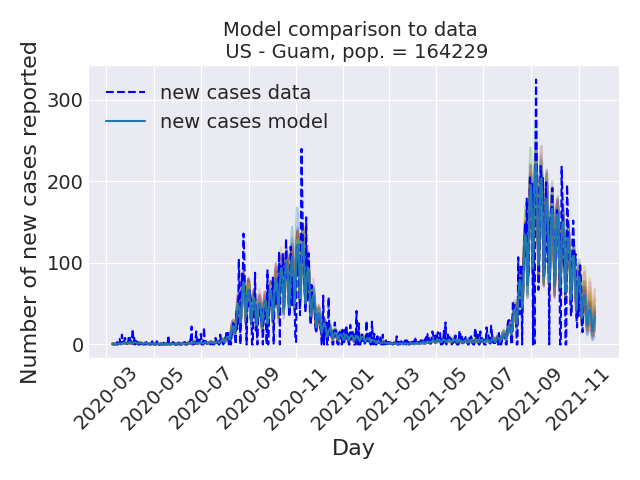 Model comparison to data
US - Guam, pop. = 164229
Number of new cases reported
new cases data
new cases model
300
200
100
0
2020-03
2020-05
2020-07
2020-09
2020-11
2021-01
2021-03
2021-05
2021-07
2021-09
2021-11
Day